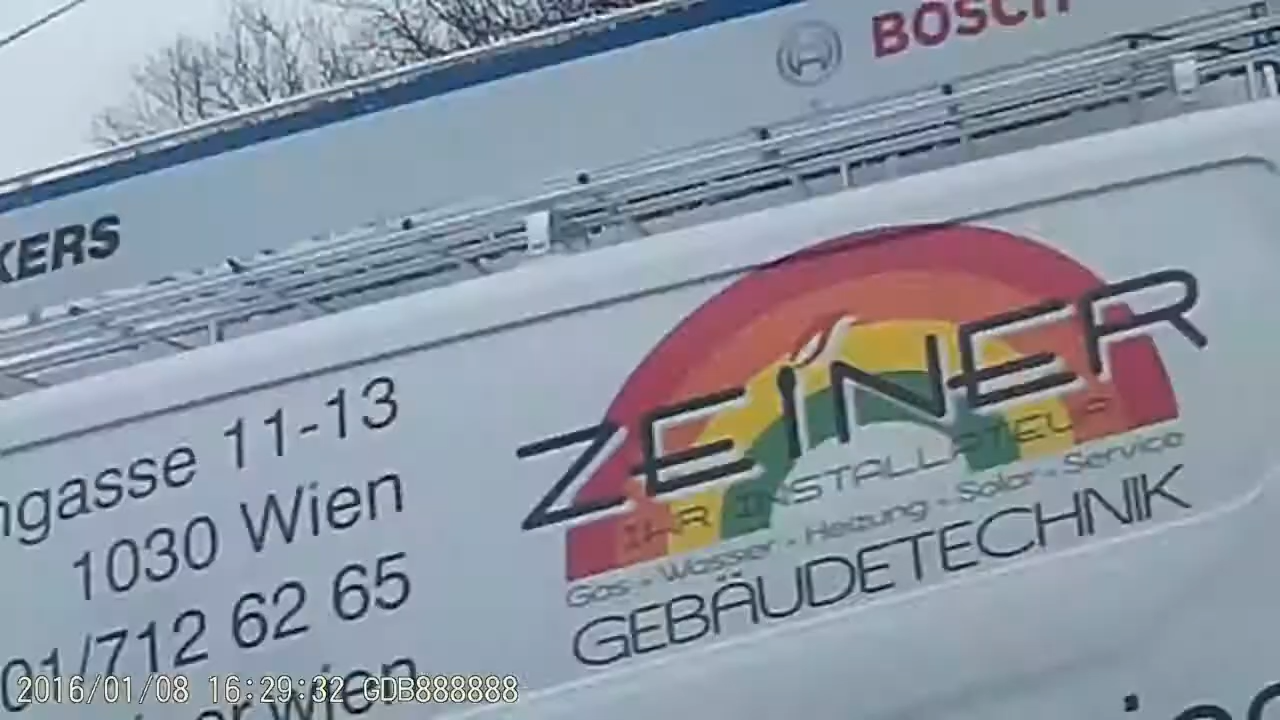 BOSCH
KERS
ngasse 11-13
1030 Wien
01/712 62 65
ZEINER
IHR INSTALLATEUR
Gas - Wasser - Heizung - Solar - Service
GEBÄUDETECHNIK
2016/01/08 16:29:32 GDB888888